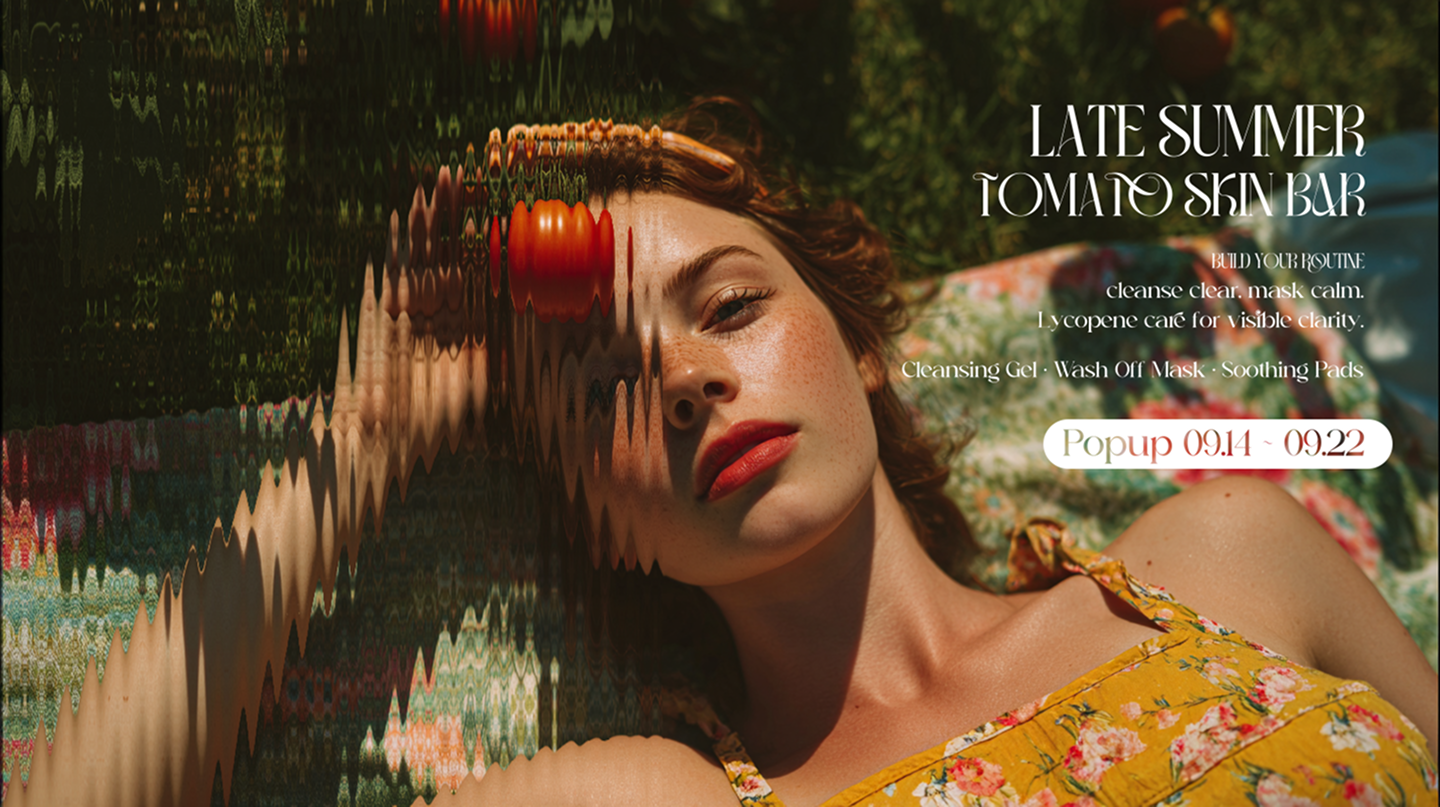 LATE SUMMER
TOMATO SKIN BAR
BUILD YOUR ROUTINE
cleanse clear. mask calm.
Lycopene care for visible clarity.
Cleansing Gel · Wash Off Mask · Soothing Pads
Popup 09.14 ~ 09.22